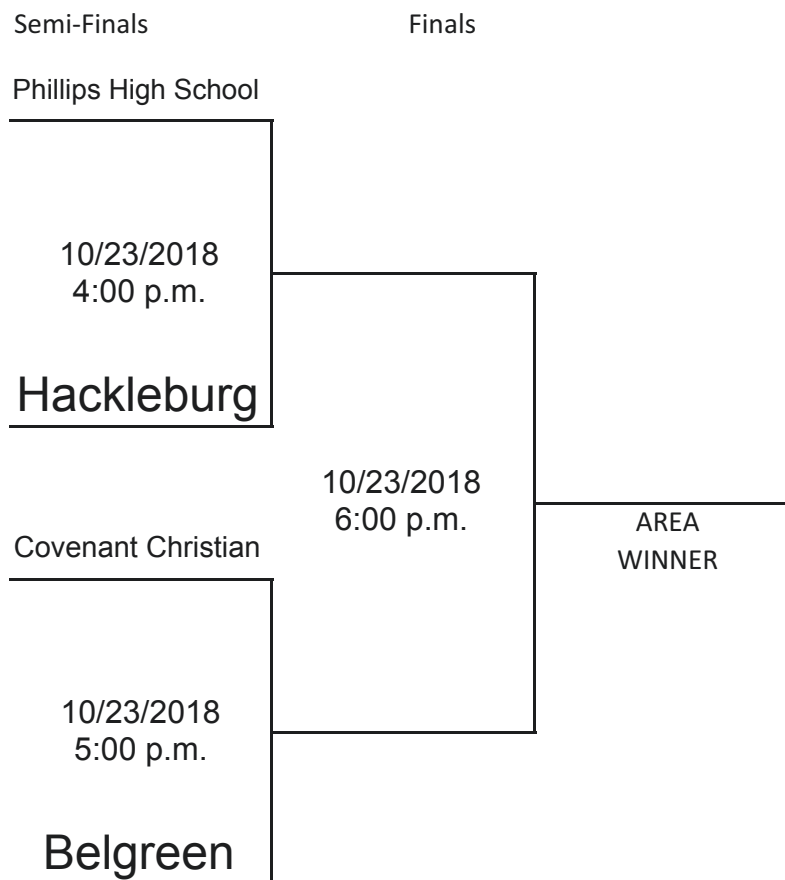 Semi-Finals
Finals
Phillips High School
10/23/2018
4:00 p.m.
Hackleburg
10/23/2018
6:00 p.m.
AREA
WINNER
Covenant Christian
10/23/2018
5:00 p.m.
Belgreen